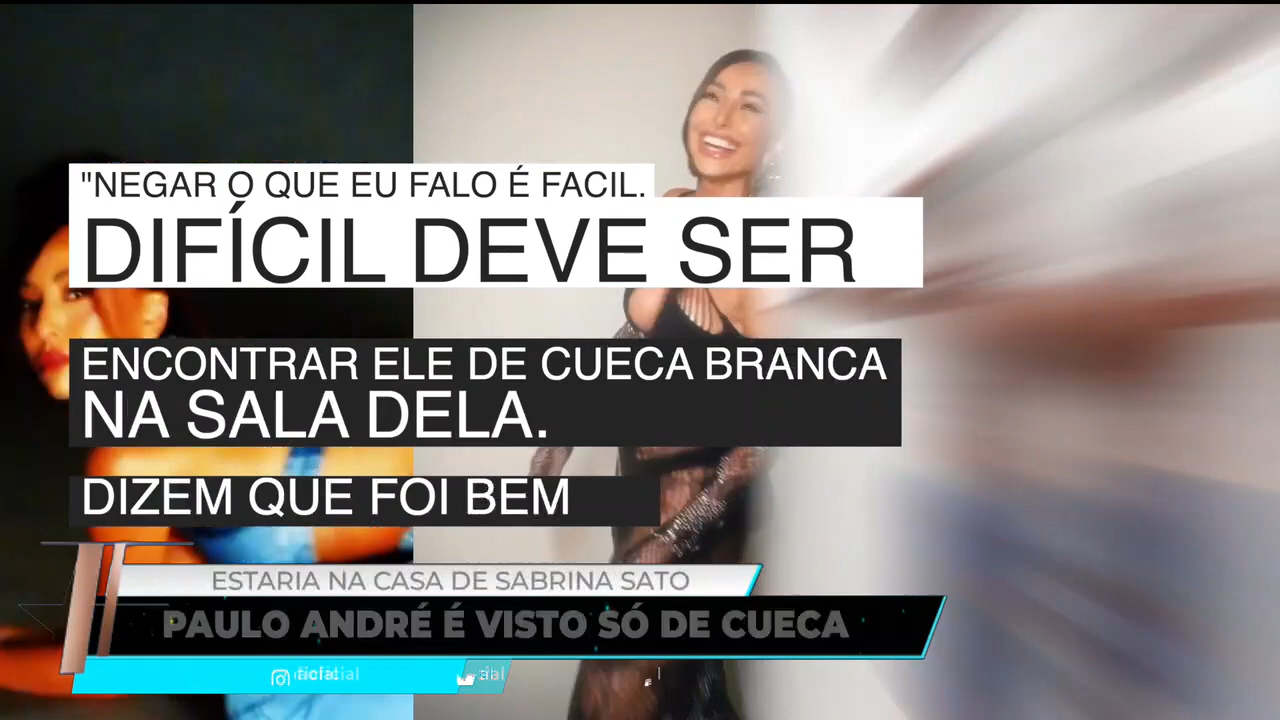 "NEGAR O QUE EU FALO É FACIL.
DIFÍCIL DEVE SER
ENCONTRAR ELE DE CUECA BRANCA
NA SALA DELA.
DIZEM QUE FOI BEM
ESTARIA NA CASA DE SABRINA SATO
PAULO ANDRÉ É VISTO SÓ DE CUECA